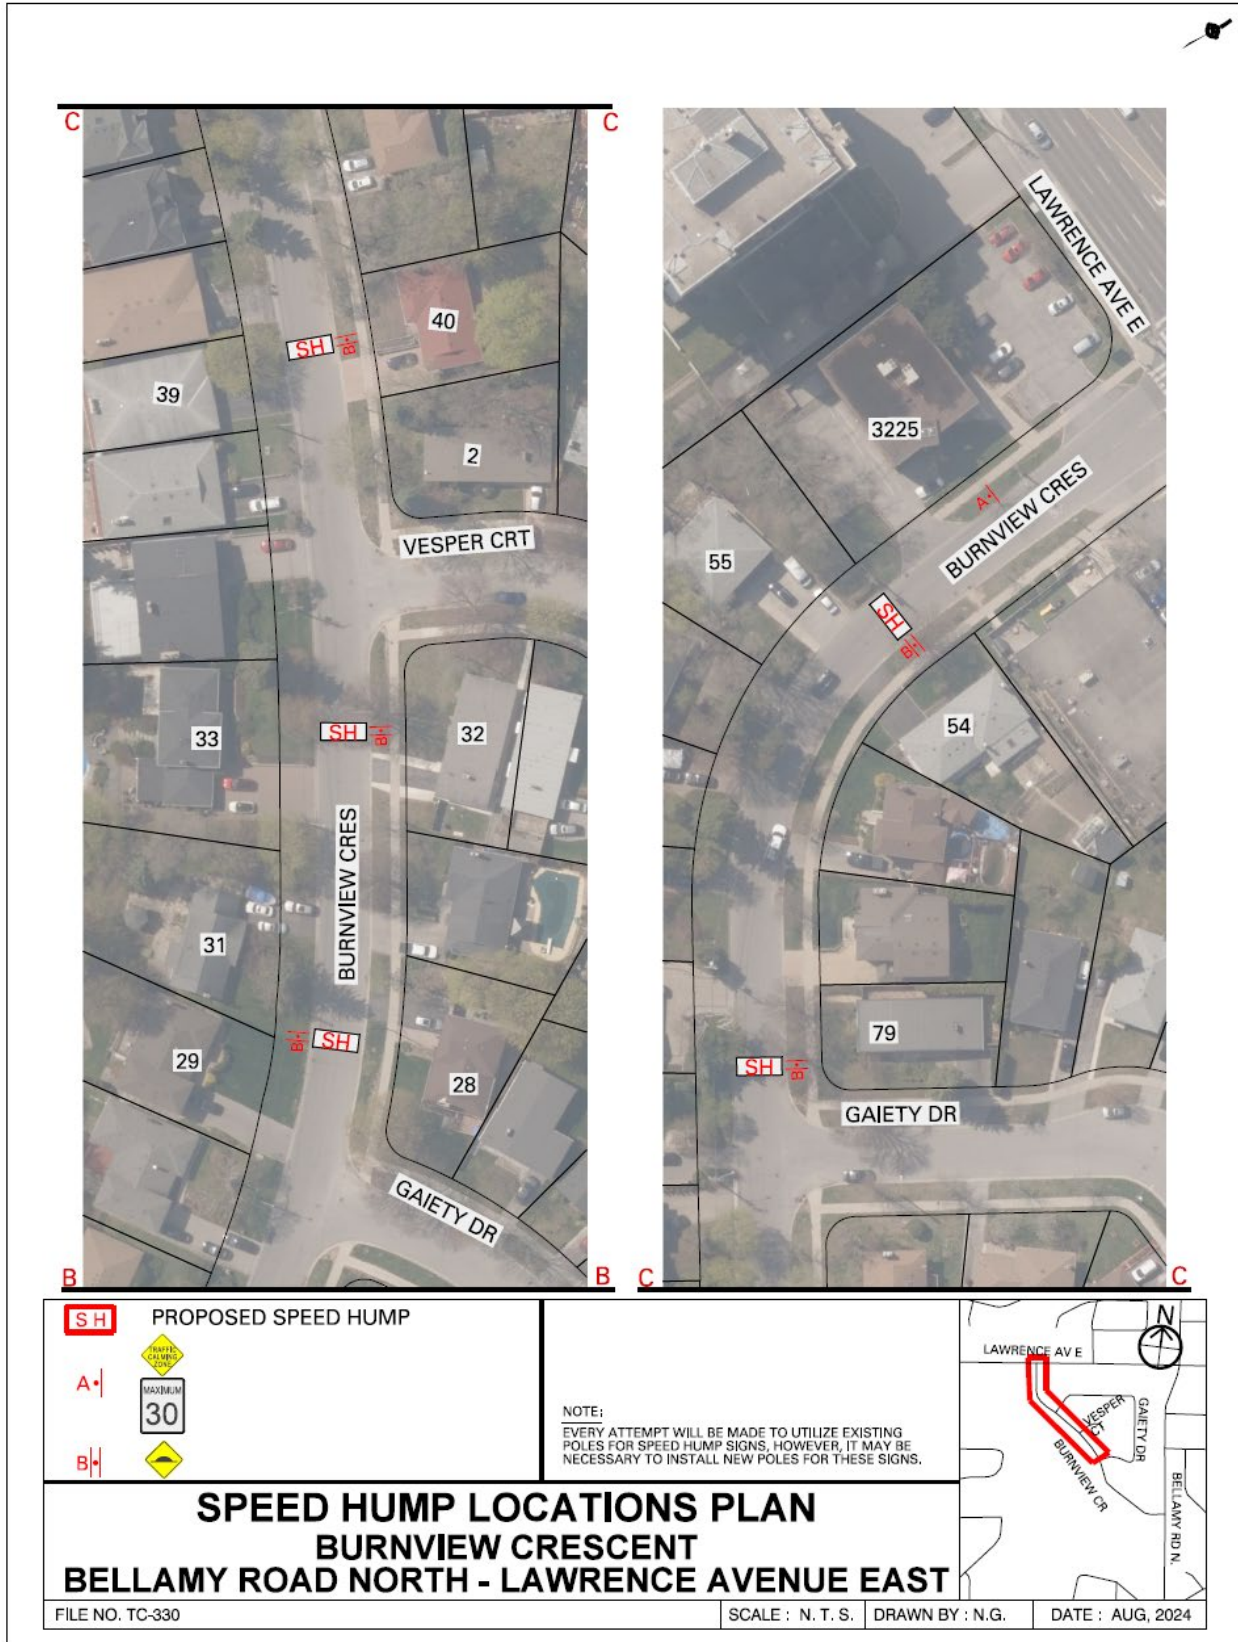 C
C
40
SH
B
39
2
VESPER CRT
33
SH
B
32
BURNVIEW CRES
31
B
SH
29
28
GAIETY DR
B
B
LAWRENCE AVE E
3225
A
BURNVIEW CRES
55
SH
B
54
79
SH
B
GAIETY DR
C
C
SH PROPOSED SPEED HUMP
TRAFFIC
CALMING
ZONE
A
MAXIMUM
30
B
NOTE:
EVERY ATTEMPT WILL BE MADE TO UTILIZE EXISTING
POLES FOR SPEED HUMP SIGNS, HOWEVER, IT MAY BE
NECESSARY TO INSTALL NEW POLES FOR THESE SIGNS.
N
LAWRENCE AV E
VESPER
CT
GAIETY DR
BURNVIEW CR
BELLAMY RD N.
SPEED HUMP LOCATIONS PLAN
BURNVIEW CRESCENT
BELLAMY ROAD NORTH - LAWRENCE AVENUE EAST
FILE NO. TC-330
SCALE : N. T. S.
DRAWN BY : N.G.
DATE : AUG, 2024